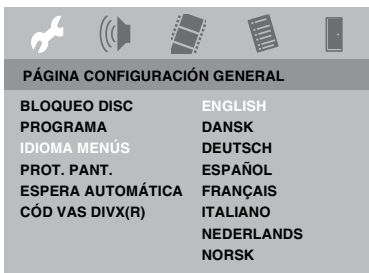 PÁGINA CONFIGURACIÓN GENERAL
BLOQUEO DISC ENGLISH
PROGRAMA DANSK
IDIOMA MENÚS DEUTSCH
PROT. PANT. ESPAÑOL
ESPERA AUTOMÁTICA FRANÇAIS
CÓD VAS DIVX(R) ITALIANO
NEDERLANDS
NORSK